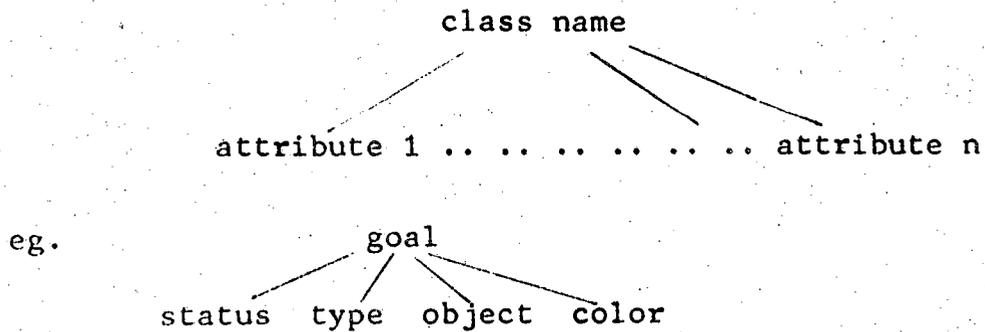 class name
attribute 1 .. .. .. .. .. .. attribute n
eg. goal
status type object color